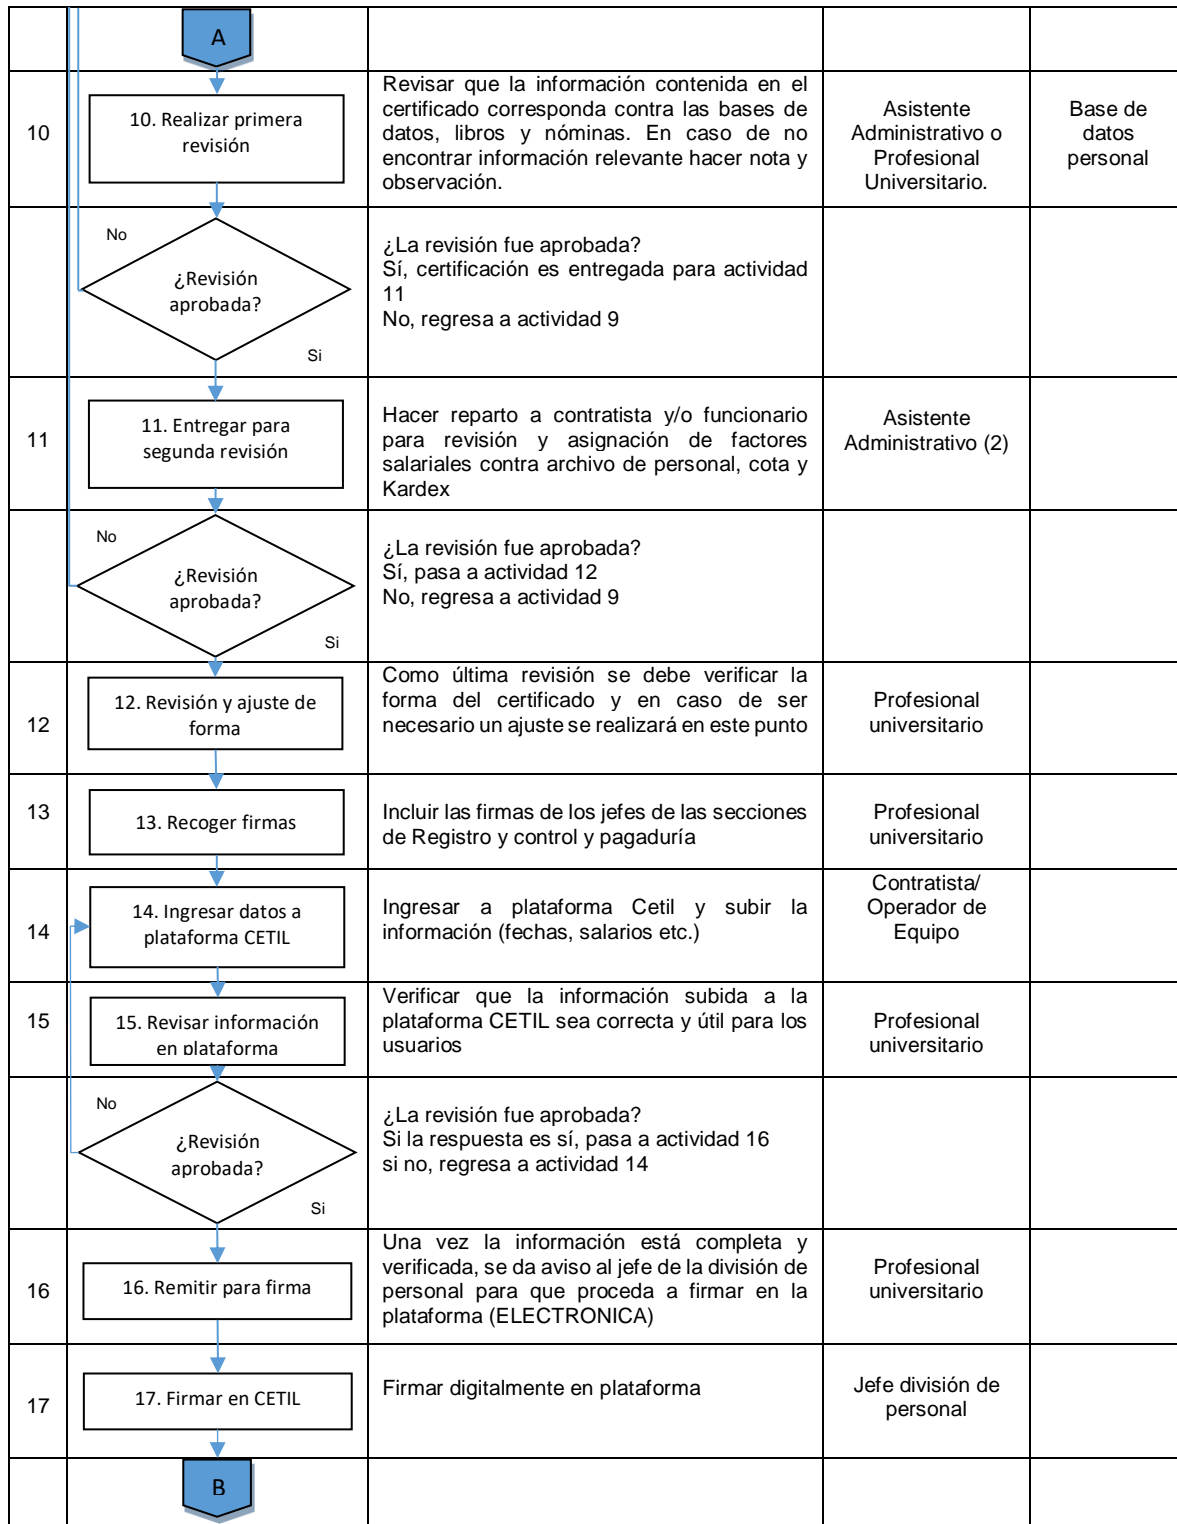 A
10
10. Realizar primera
revisión
Revisar que la información contenida en el
certificado corresponda contra las bases de
datos, libros y nóminas. En caso de no
encontrar información relevante hacer nota y
observación.
Asistente
Administrativo o
Profesional
Universitario.
Base de
datos
personal
No
¿Revisión
aprobada?
Si
¿La revisión fue aprobada?
Sí, certificación es entregada para actividad
11
No, regresa a actividad 9
11
11. Entregar para
segunda revisión
Hacer reparto a contratista y/o funcionario
para revisión y asignación de factores
salariales contra archivo de personal, cota y
Kardex
Asistente
Administrativo (2)
No
¿Revisión
aprobada?
Si
¿La revisión fue aprobada?
Sí, pasa a actividad 12
No, regresa a actividad 9
12
12. Revisión y ajuste de
forma
Como última revisión se debe verificar la
forma del certificado y en caso de ser
necesario un ajuste se realizará en este punto
Profesional
universitario
13
13. Recoger firmas
Incluir las firmas de los jefes de las secciones
de Registro y control y pagaduría
Profesional
universitario
14
14. Ingresar datos a
plataforma CETIL
Ingresar a plataforma Cetil y subir la
información (fechas, salarios etc.)
Contratista/
Operador de
Equipo
15
15. Revisar información
en plataforma
Verificar que la información subida a la
plataforma CETIL sea correcta y útil para los
usuarios
Profesional
universitario
No
¿Revisión
aprobada?
Si
¿La revisión fue aprobada?
Si la respuesta es sí, pasa a actividad 16
si no, regresa a actividad 14
16
16. Remitir para firma
Una vez la información está completa y
verificada, se da aviso al jefe de la división de
personal para que proceda a firmar en la
plataforma (ELECTRONICA)
Profesional
universitario
17
17. Firmar en CETIL
Firmar digitalmente en plataforma
Jefe división de
personal
B